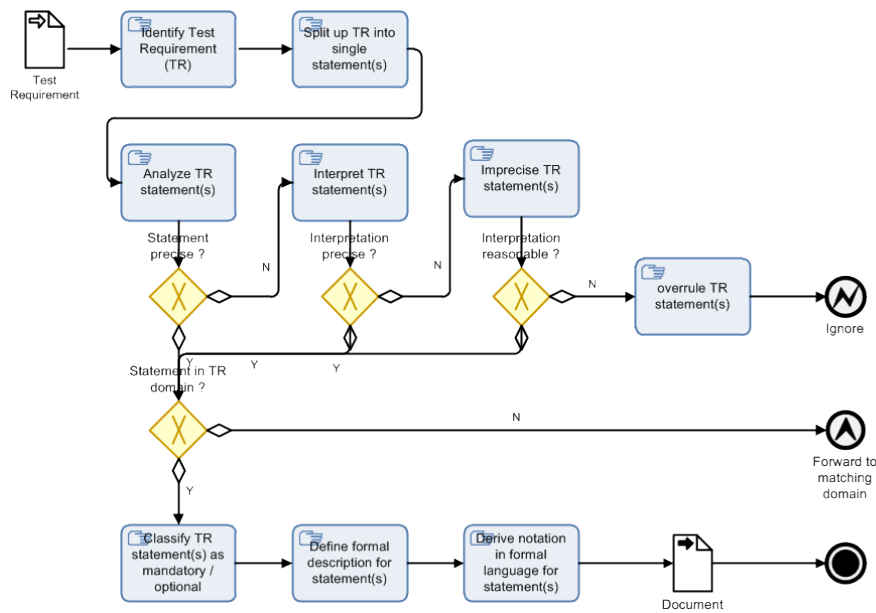 Identify Test
Requirement
(TR)
Split up TR into
single
statement(s)
Test
Requirement
Analyze TR
statement(s)
Interpret TR
statement(s)
Imprecise TR
statement(s)
Statement
precise ?
N
Interpretation
precise ?
N
Interpretation
reasonable ?
N
overrule TR
statement(s)
Ignore
Y
Y
Y
Statement in TR
domain ?
N
Forward to
matching
domain
Y
Classify TR
statement(s) as
mandatory /
optional
Define formal
description for
statement(s)
Derive notation
in formal
language for
statement(s)
Document